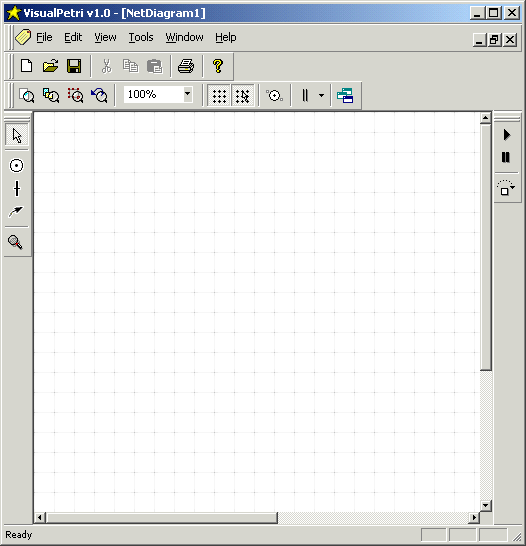 VisualPetri v1.0 - [NetDiagram1]
File Edit View Tools Window Help
?
100%
Ready